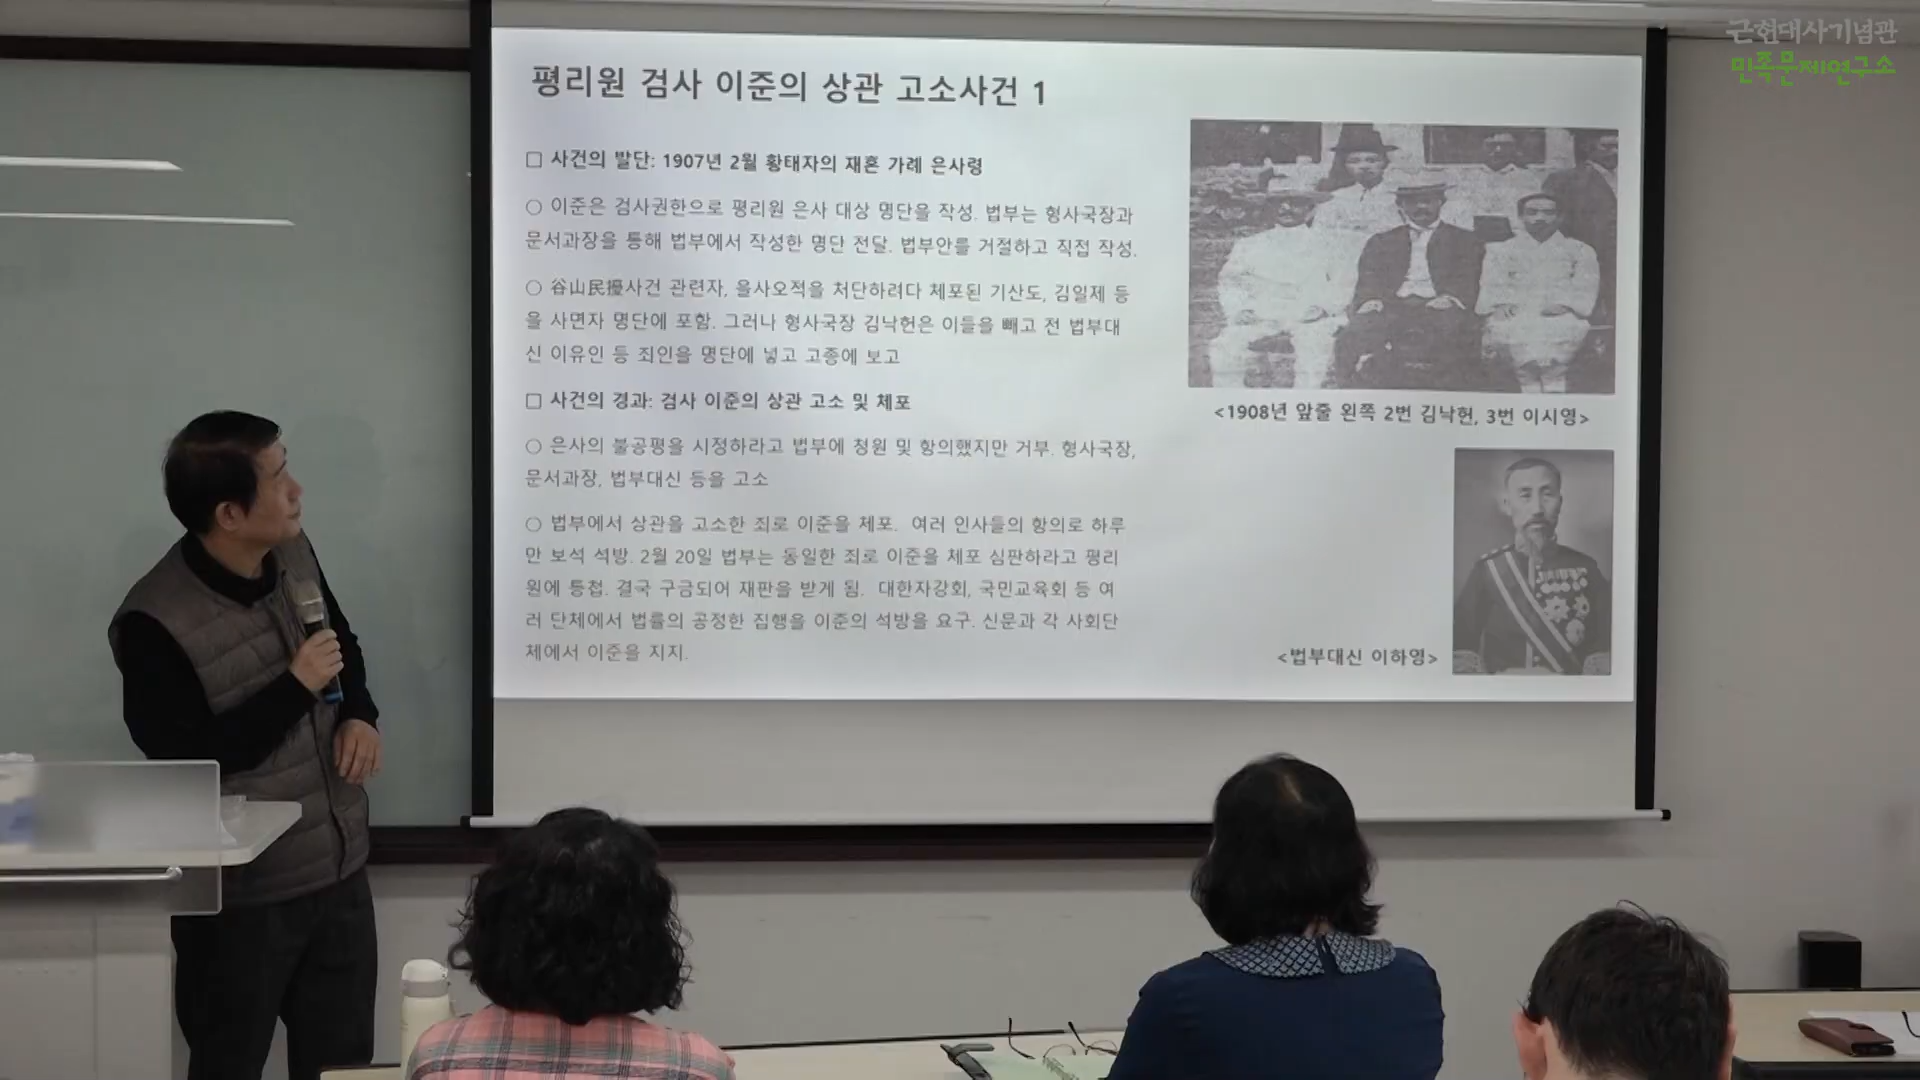 근현대사기념관
민족문제연구소
평리원 검사 이준의 상관 고소사건 1
□ 사건의 발단: 1907년 2월 황태자의 재혼 가례 은사령
○ 이준은 검사권한으로 평리원 은사 대상 명단을 작성. 법부는 형사국장과
문서과장을 통해 법부에서 작성한 명단 전달. 법부안를 거절하고 직접 작성.
○ 谷山民擾사건 관련자, 을사오적을 처단하려다 체포된 기산도, 김일제 등
을 사면자 명단에 포함. 그러나 형사국장 김낙헌은 이들을 빼고 전 법부대
신 이유인 등 죄인을 명단에 넣고 고종에 보고
□ 사건의 경과: 검사 이준의 상관 고소 및 체포
○ 은사의 불공평을 시정하라고 법부에 청원 및 항의했지만 거부. 형사국장,
문서과장, 법부대신 등을 고소
○ 법부에서 상관을 고소한 죄로 이준을 체포. 여러 인사들의 항의로 하루
만 보석 석방. 2월 20일 법부는 동일한 죄로 이준을 체포 심판하라고 평리
원에 통첩. 결국 구금되어 재판을 받게 됨. 대한자강회, 국민교육회 등 여
러 단체에서 법률의 공정한 집행을 이준의 석방을 요구. 신문과 각 사회단
체에서 이준을 지지.
<1908년 앞줄 왼쪽 2번 김낙헌, 3번 이시영>
<법부대신 이하영>